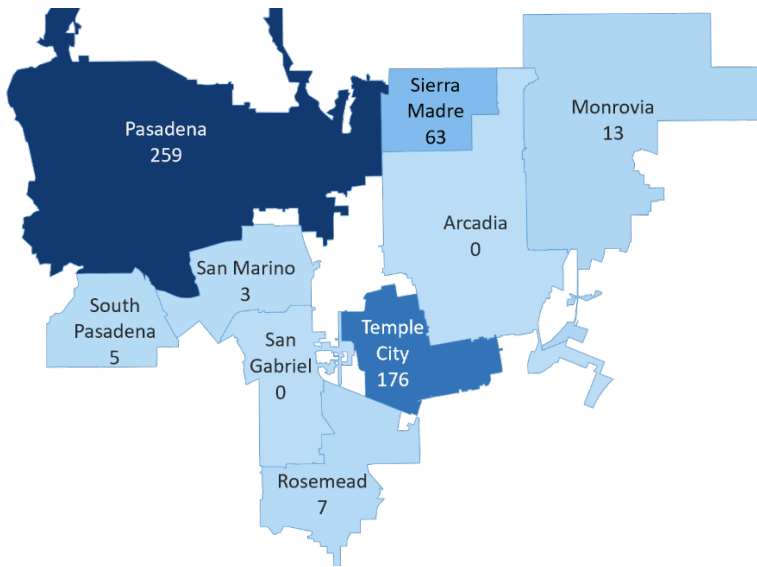 Pasadena
259
Sierra
Madre
63
Monrovia
13
Arcadia
0
San Marino
3
South
Pasadena
5
San
Gabriel
0
Temple
City
176
Rosemead
7